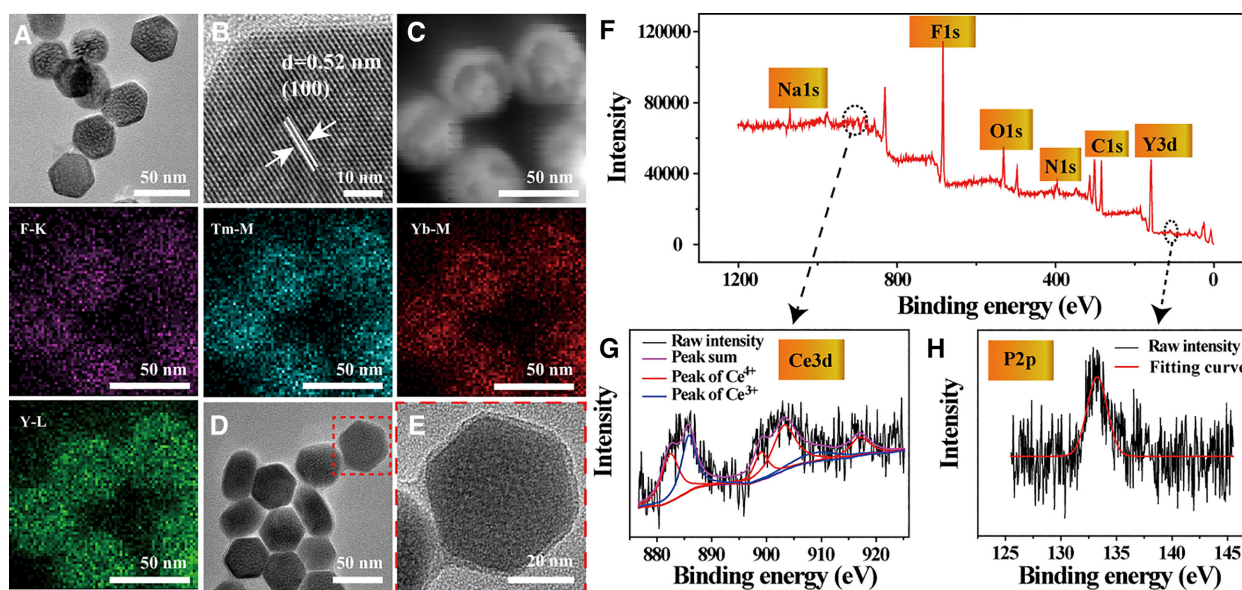 A
50 nm
B
d=0.52 nm
(100)
10 nm
C
50 nm
F-K
50 nm
Tm-M
50 nm
Yb-M
50 nm
Y-L
50 nm
D
50 nm
E
20 nm
F
Intensity
120000
80000
40000
0
Na1s
F1s
O1s
N1s
C1s
Y3d
1200
800
400
0
Binding energy (eV)
G
Raw intensity
Peak sum
Peak of Ce⁴⁺
Peak of Ce³⁺
Ce3d
Intensity
880
890
900
910
920
Binding energy (eV)
H
P2p
Raw intensity
Fitting curve
Intensity
125
130
135
140
145
Binding energy (eV)